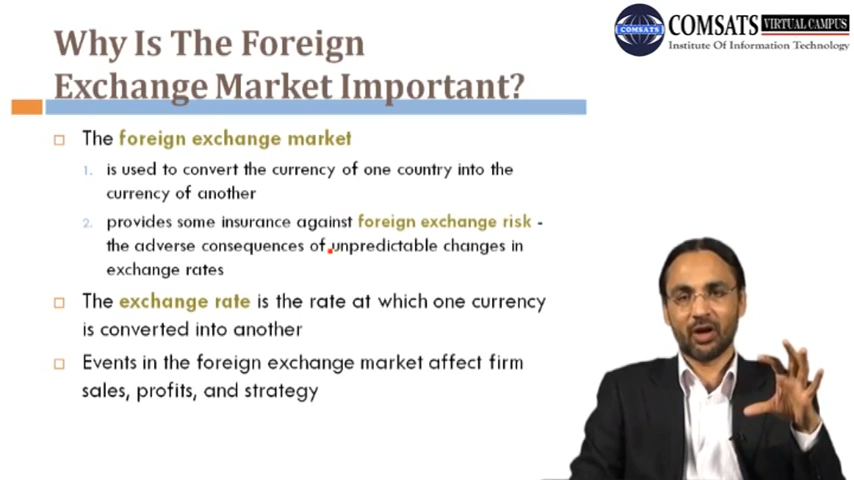 Why Is The Foreign
Exchange Market Important?
COMSATS
COMSATS VIRTUAL CAMPUS
Institute Of Information Technology
The foreign exchange market
1. is used to convert the currency of one country into the
currency of another
2. provides some insurance against foreign exchange risk -
the adverse consequences of unpredictable changes in
exchange rates
The exchange rate is the rate at which one currency
is converted into another
Events in the foreign exchange market affect firm
sales, profits, and strategy